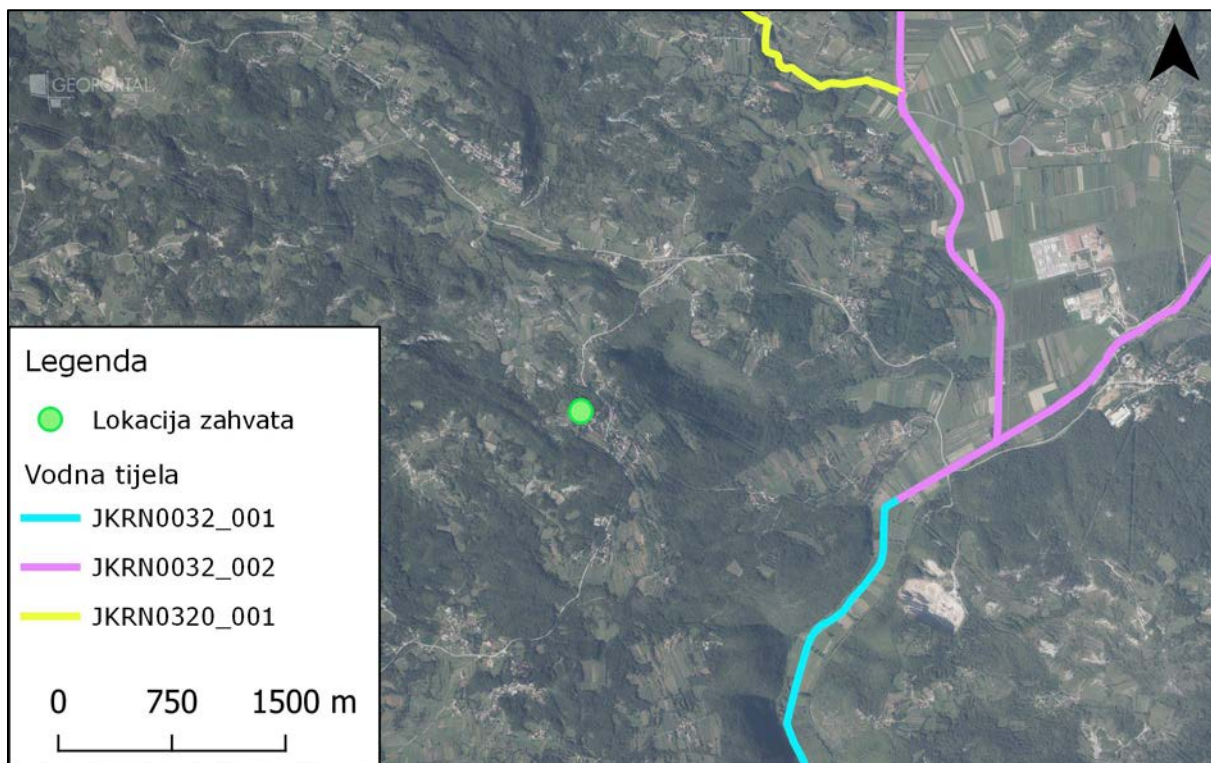 GEOPORTAL
Legenda
Lokacija zahvata
Vodna tijela
JKRN0032_001
JKRN0032_002
JKRN0320_001
0 750 1500 m